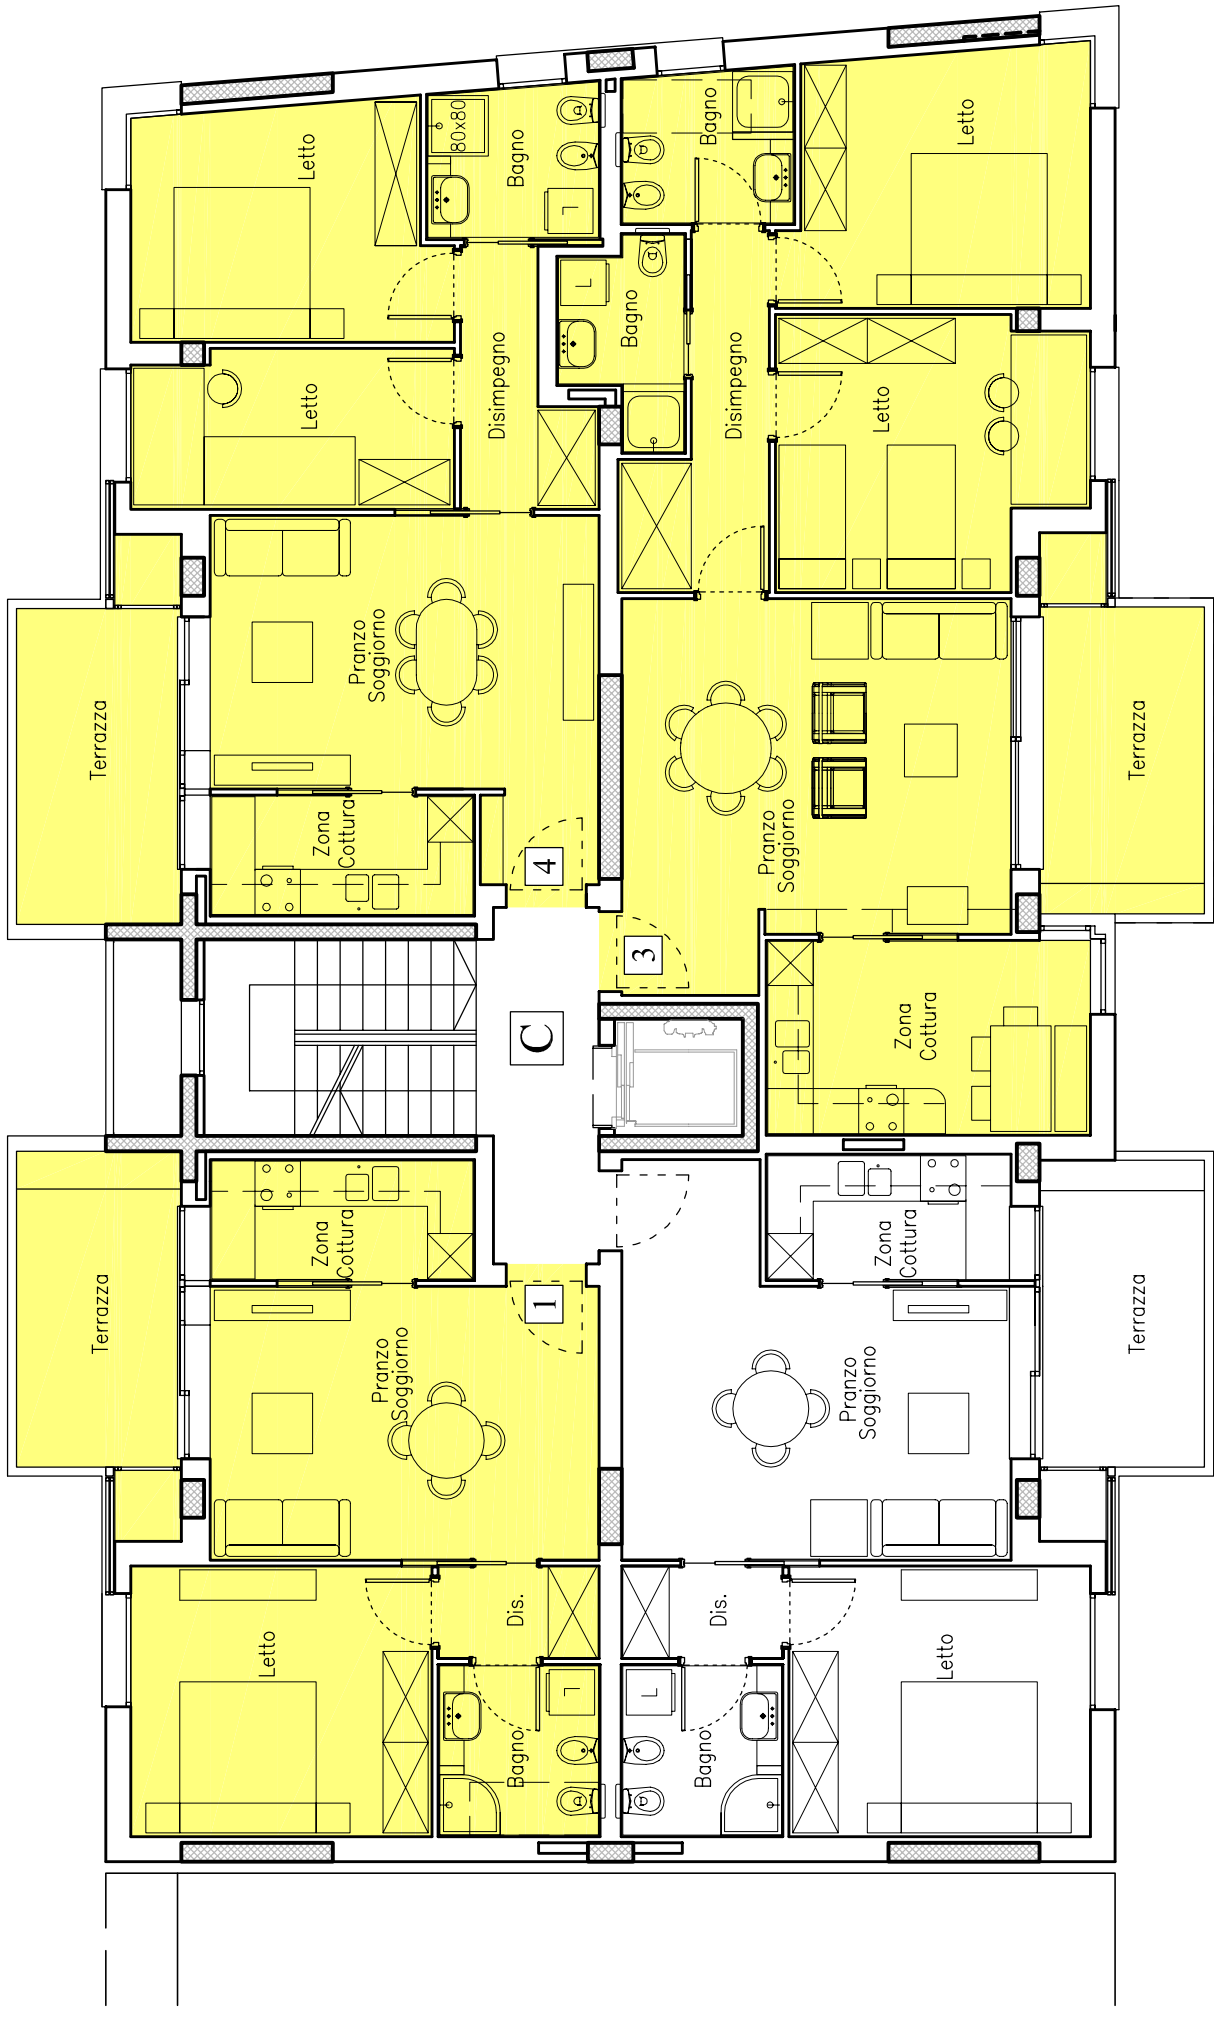 Letto
80x80
Bagno
Bagno
Letto
Letto
Disimpegno
Bagno
Disimpegno
Letto
Terrazza
Pranzo
Soggiorno
Terrazza
Zona
Cottura
4
Pranzo
Soggiorno
3
C
Zona
Cottura
Terrazza
Zona
Cottura
1
Zona
Cottura
Terrazza
Pranzo
Soggiorno
Pranzo
Soggiorno
Letto
Dis.
Dis.
Letto
Bagno
Bagno
L
L
L
L